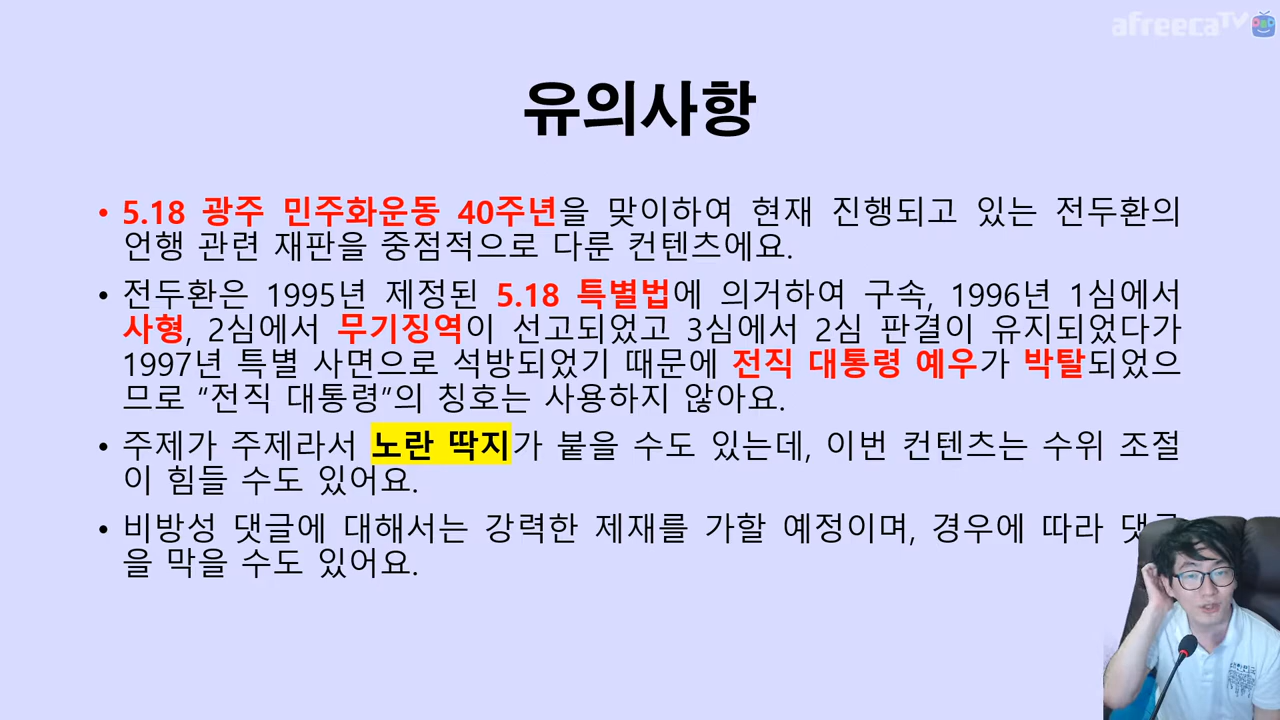 afreecaTV
유의사항
• 5.18 광주 민주화운동 40주년을 맞이하여 현재 진행되고 있는 전두환의
언행 관련 재판을 중점적으로 다룬 컨텐츠에요.
• 전두환은 1995년 제정된 5.18 특별법에 의거하여 구속, 1996년 1심에서
사형, 2심에서 무기징역이 선고되었고 3심에서 2심 판결이 유지되었다가
1997년 특별 사면으로 석방되었기 때문에 전직 대통령 예우가 박탈되었으
므로 “전직 대통령”의 칭호는 사용하지 않아요.
• 주제가 주제라서 노란 딱지가 붙을 수도 있는데, 이번 컨텐츠는 수위 조절
이 힘들 수도 있어요.
• 비방성 댓글에 대해서는 강력한 제재를 가할 예정이며, 경우에 따라
을 막을 수도 있어요.